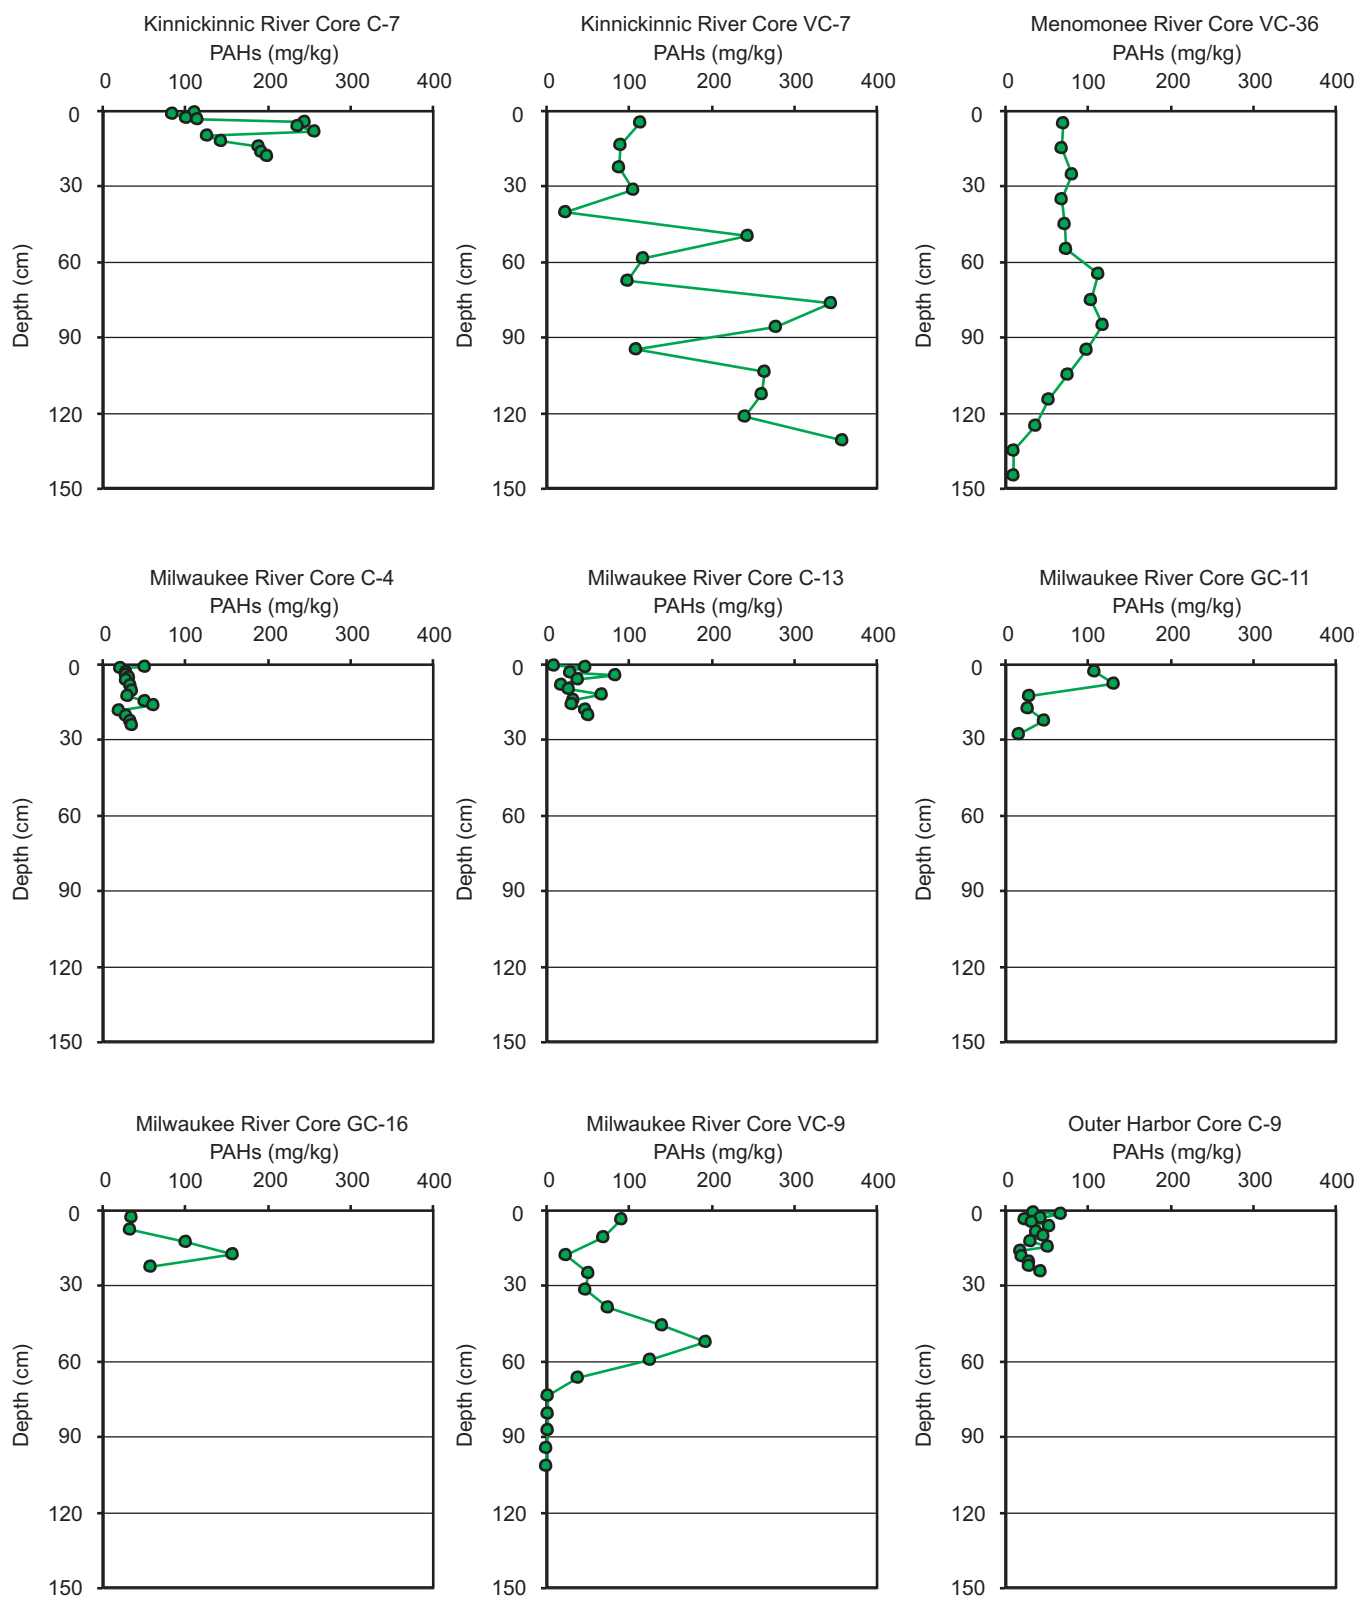 Kinnickinnic River Core C-7
PAHs (mg/kg)
0 100 200 300 400
0
30
60
90
120
150
Depth (cm)
Kinnickinnic River Core VC-7
PAHs (mg/kg)
0 100 200 300 400
0
30
60
90
120
150
Depth (cm)
Menomonee River Core VC-36
PAHs (mg/kg)
0 100 200 300 400
0
30
60
90
120
150
Depth (cm)
Milwaukee River Core C-4
PAHs (mg/kg)
0 100 200 300 400
0
30
60
90
120
150
Depth (cm)
Milwaukee River Core C-13
PAHs (mg/kg)
0 100 200 300 400
0
30
60
90
120
150
Depth (cm)
Milwaukee River Core GC-11
PAHs (mg/kg)
0 100 200 300 400
0
30
60
90
120
150
Depth (cm)
Milwaukee River Core GC-16
PAHs (mg/kg)
0 100 200 300 400
0
30
60
90
120
150
Depth (cm)
Milwaukee River Core VC-9
PAHs (mg/kg)
0 100 200 300 400
0
30
60
90
120
150
Depth (cm)
Outer Harbor Core C-9
PAHs (mg/kg)
0 100 200 300 400
0
30
60
90
120
150
Depth (cm)